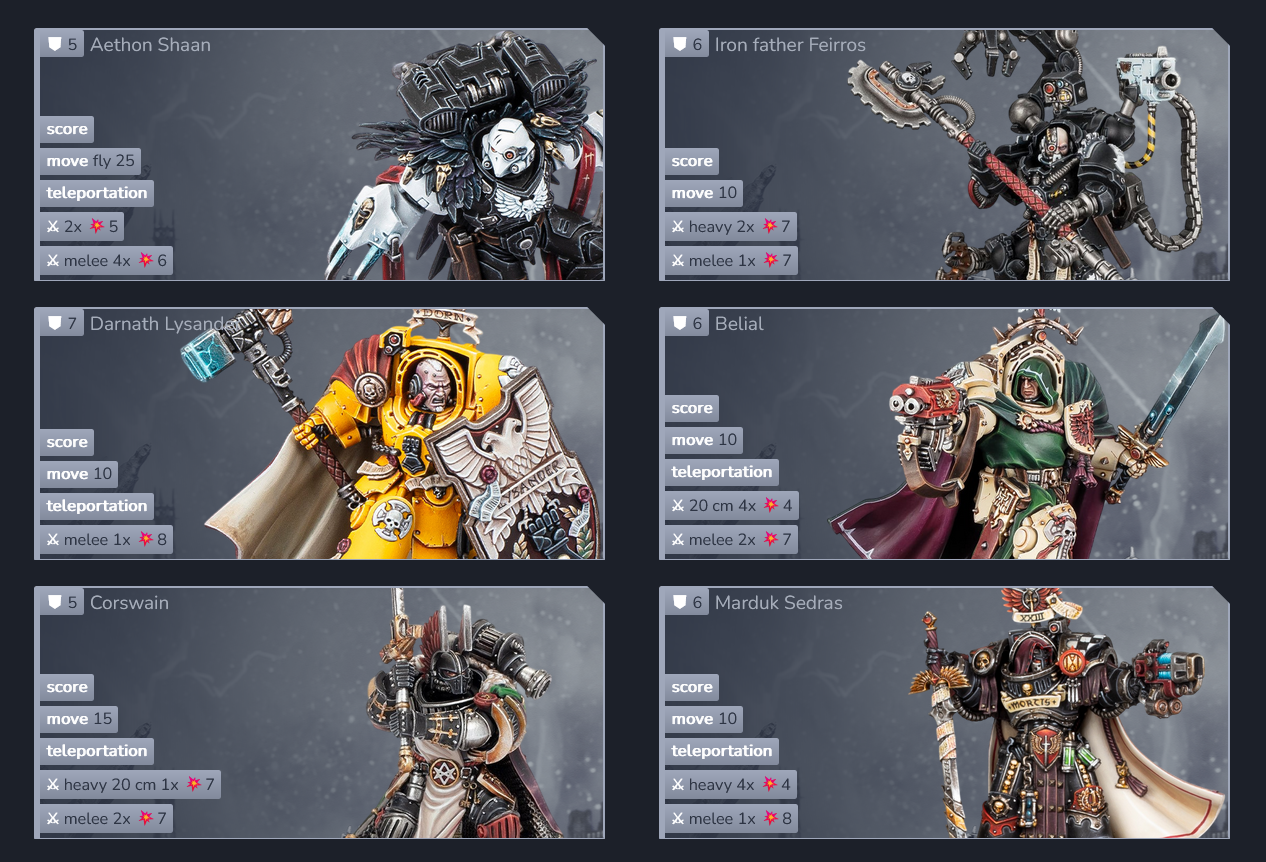 5 Aethon Shaan
score
move fly 25
teleportation
2x 5
melee 4x 6
6 Iron father Feirros
score
move 10
heavy 2x 7
melee 1x 7
7 Darnath Lysander
score
move 10
teleportation
melee 1x 8
DORN
LYSANDER
6 Belial
score
move 10
teleportation
20 cm 4x 4
melee 2x 7
5 Corswain
score
move 15
teleportation
heavy 20 cm 1x 7
melee 2x 7
6 Marduk Sedras
score
move 10
teleportation
heavy 4x 4
melee 1x 8
XXIII
MORTIS